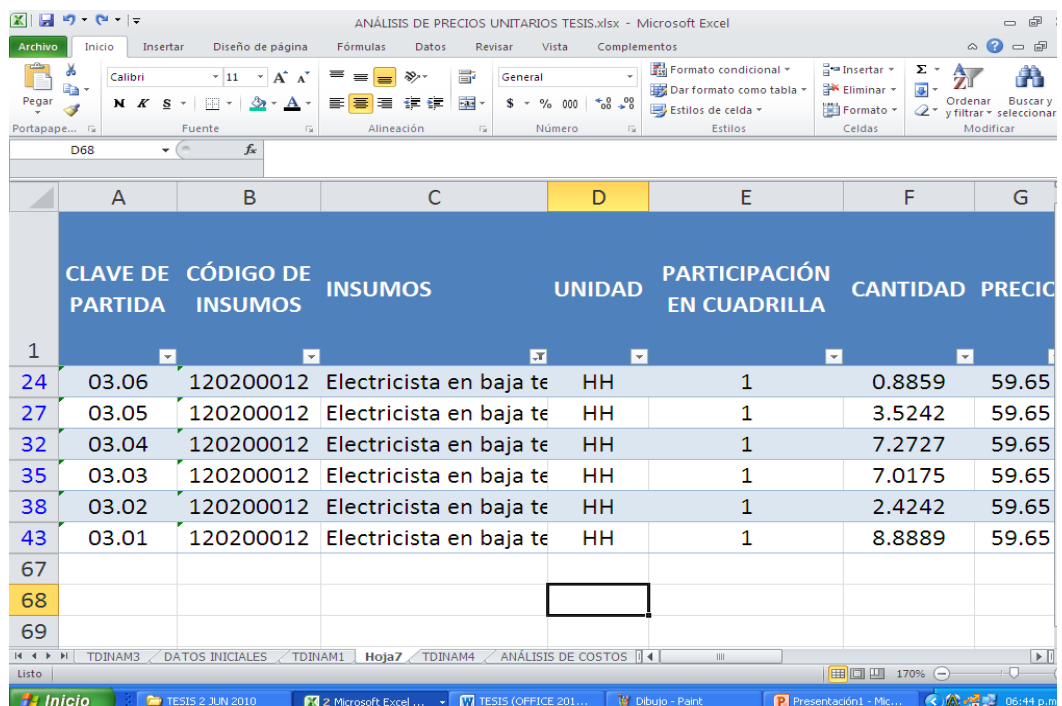 ANÁLISIS DE PRECIOS UNITARIOS TESIS.xlsx - Microsoft Excel
Archivo Inicio Insertar Diseño de página Fórmulas Datos Revisar Vista Complementos
Calibri 11 General Formato condicional Insertar Σ
Pegar Dar formato como tabla Eliminar Ordenar Buscar y
N K S A $ % 000 Estilos de celda Formato y filtrar seleccionar
Portapape... Fuente Alineación Número Estilos Celdas Modificar
D68 fx
A B C D E F G
1 CLAVE DE PARTIDA CÓDIGO DE INSUMOS INSUMOS UNIDAD PARTICIPACIÓN EN CUADRILLA CANTIDAD PRECIO
24 03.06 120200012 Electricista en baja te HH 1 0.8859 59.65
27 03.05 120200012 Electricista en baja te HH 1 3.5242 59.65
32 03.04 120200012 Electricista en baja te HH 1 7.2727 59.65
35 03.03 120200012 Electricista en baja te HH 1 7.0175 59.65
38 03.02 120200012 Electricista en baja te HH 1 2.4242 59.65
43 03.01 120200012 Electricista en baja te HH 1 8.8889 59.65
67
68
69
TDINAM3 DATOS INICIALES TDINAM1 Hoja7 TDINAM4 ANÁLISIS DE COSTOS
Listo 170%
Inicio TESIS 2 JUN 2010 2 Microsoft Excel ... TESIS (OFFICE 201... Dibujo - Paint Presentación1 - Mic... 06:44 p.m.